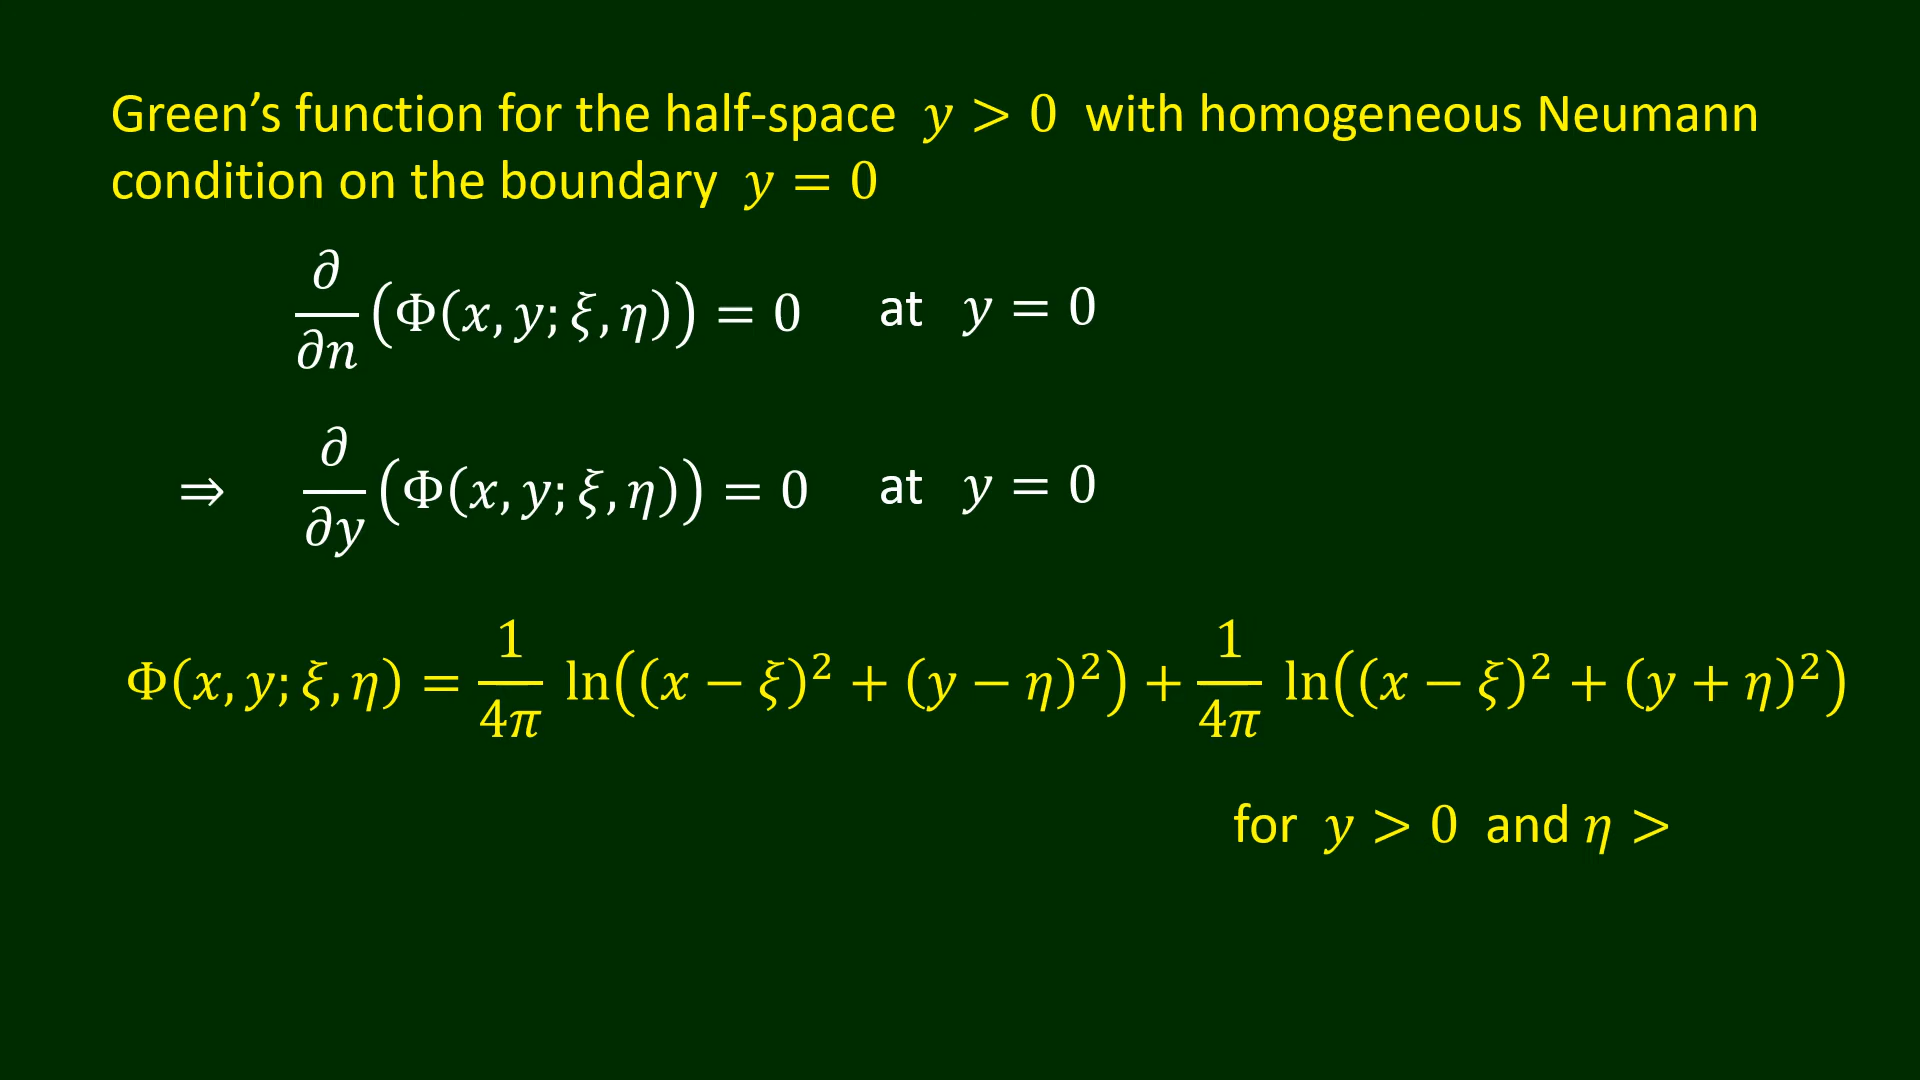 Green’s function for the half-space y > 0 with homogeneous Neumann
condition on the boundary y = 0
∂/∂n (Φ(x, y; ξ, η)) = 0 at y = 0
⇒ ∂/∂y (Φ(x, y; ξ, η)) = 0 at y = 0
Φ(x, y; ξ, η) = 1/4π ln((x − ξ)² + (y − η)²) + 1/4π ln((x − ξ)² + (y + η)²)
for y > 0 and η >